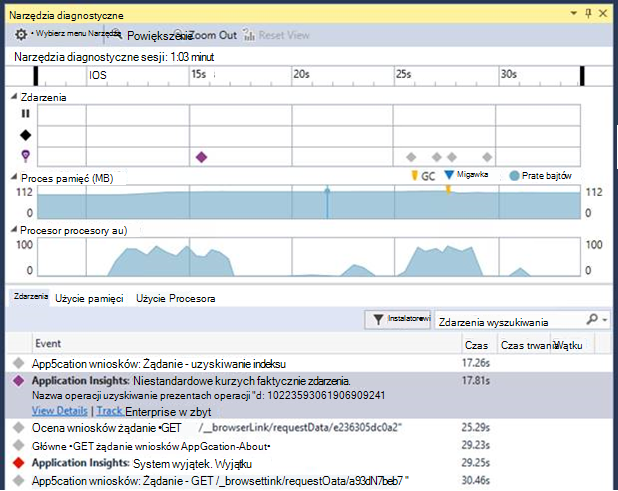 Narzędzia diagnostyczne
Wybierz menu Narzędzia Powiększenie Zoom Out Reset View
Narzędzia diagnostyczne sesji: 1:03 minut
IOS 15s 20s 25s 30s
Zdarzenia
Proces pamięć (MB) GC Migawka Prate bajtów
112 112
0 0
Procesor procesory au)
100 100
0 0
Zdarzenia Użycie pamięci Użycie Procesora
Instalatorewi Zdarzenia wyszukiwania
Event Czas Czas trwania Wątku
App5cation wniosków: Żądanie - uzyskiwanie indeksu 17.26s
Application Insights: Niestandardowe kurzych faktycznie zdarzenia. 17.81s
Nazwa operacji uzyskiwanie prezentach operacji "d: 10223593061906909241
View Details | Track Enterprise w zbyt
Ocena wniosków żądanie •GET /__browserLink/requestData/e236305dc0a2" 25.29s
Główne •GET żądanie wniosków AppGcation-About• 29.23s
Application Insights: System wyjątek. Wyjątku 29.25s
App5cation wniosków: Żądanie - GET /_browsettink/requestOata/a93dN7beb7 " 30.46s